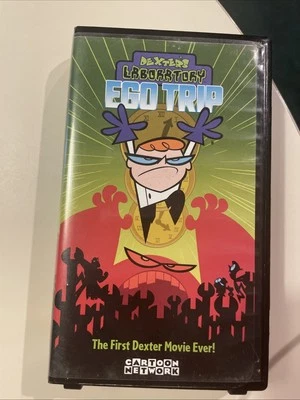 DEXTER'S
LABORATORY
EGO TRIP
The First Dexter Movie Ever!
CARTOON
NETWORK